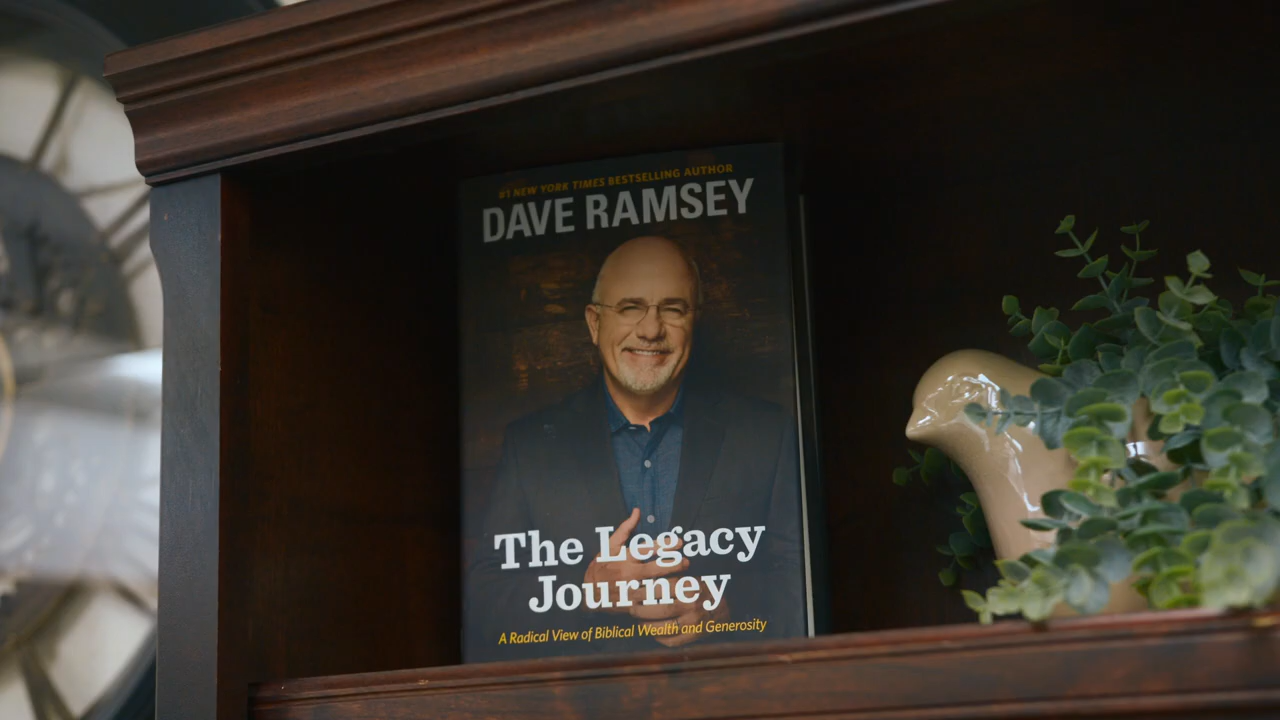 #1 NEW YORK TIMES BESTSELLING AUTHOR
DAVE RAMSEY
The Legacy
Journey
A Radical View of Biblical Wealth and Generosity